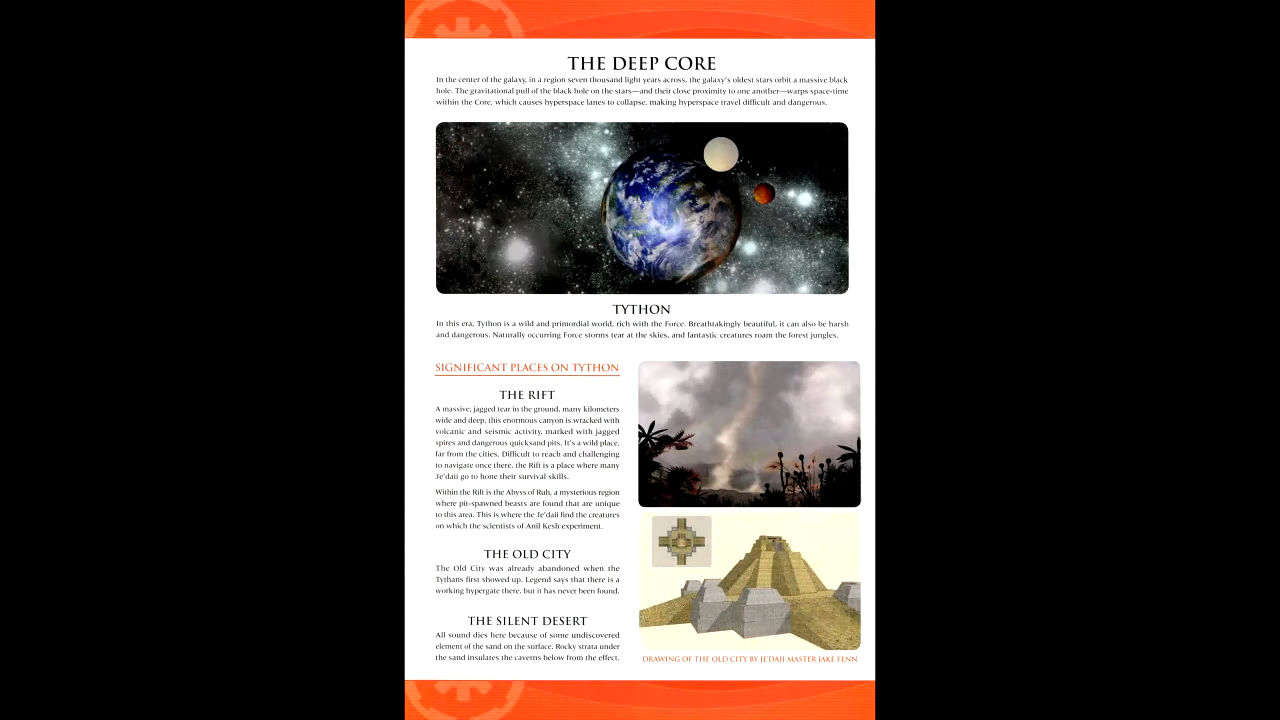 THE DEEP CORE
In the center of the galaxy, in a region seven thousand light years across, the galaxy's oldest stars orbit a massive black
hole. The gravitational pull of the black hole on the stars—and their close proximity to one another—warps space-time
within the Core, which causes hyperspace lanes to collapse, making hyperspace travel difficult and dangerous.
TYTHON
In this era, Tython is a wild and primordial world, rich with the Force. Breathtakingly beautiful, it can also be harsh
and dangerous. Naturally occurring Force storms tear at the skies, and fantastic creatures roam the forest jungles.
SIGNIFICANT PLACES ON TYTHON
THE RIFT
A massive, jagged tear in the ground, many kilometers
wide and deep, this enormous canyon is wracked with
volcanic and seismic activity, marked with jagged
spires and dangerous quicksand pits. It's a wild place,
far from the cities. Difficult to reach and challenging
to navigate once there, the Rift is a place where many
Je'daii go to hone their survival skills.
Within the Rift is the Abyss of Ruh, a mysterious region
where pit-spawned beasts are found that are unique
to this area. This is where the Je'daii find the creatures
on which the scientists of Anil Kesh experiment.
THE OLD CITY
The Old City was already abandoned when the
Tythans first showed up. Legend says that there is a
working hypergate there, but it has never been found.
THE SILENT DESERT
All sound dies here because of some undiscovered
element of the sand on the surface. Rocky strata under
the sand insulates the caverns below from the effect.
DRAWING OF THE OLD CITY BY JE'DAII MASTER JAKE FENN